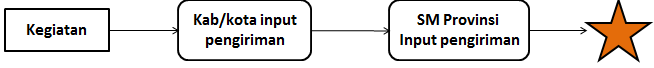 Kegiatan
Kab/kota input
pengiriman
SM Provinsi
Input pengiriman